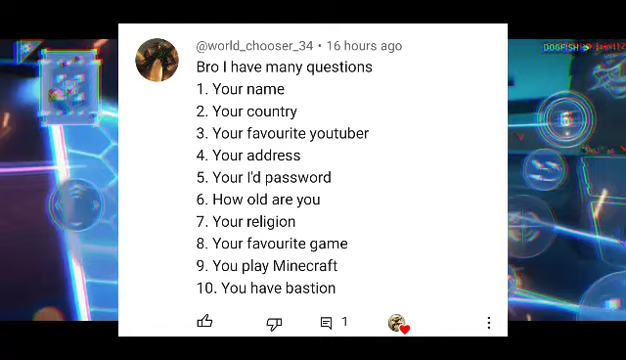 @world_chooser_34 • 16 hours ago
Bro I have many questions
1. Your name
2. Your country
3. Your favourite youtuber
4. Your address
5. Your I'd password
6. How old are you
7. Your religion
8. Your favourite game
9. You play Minecraft
10. You have bastion
1
DOGFISH